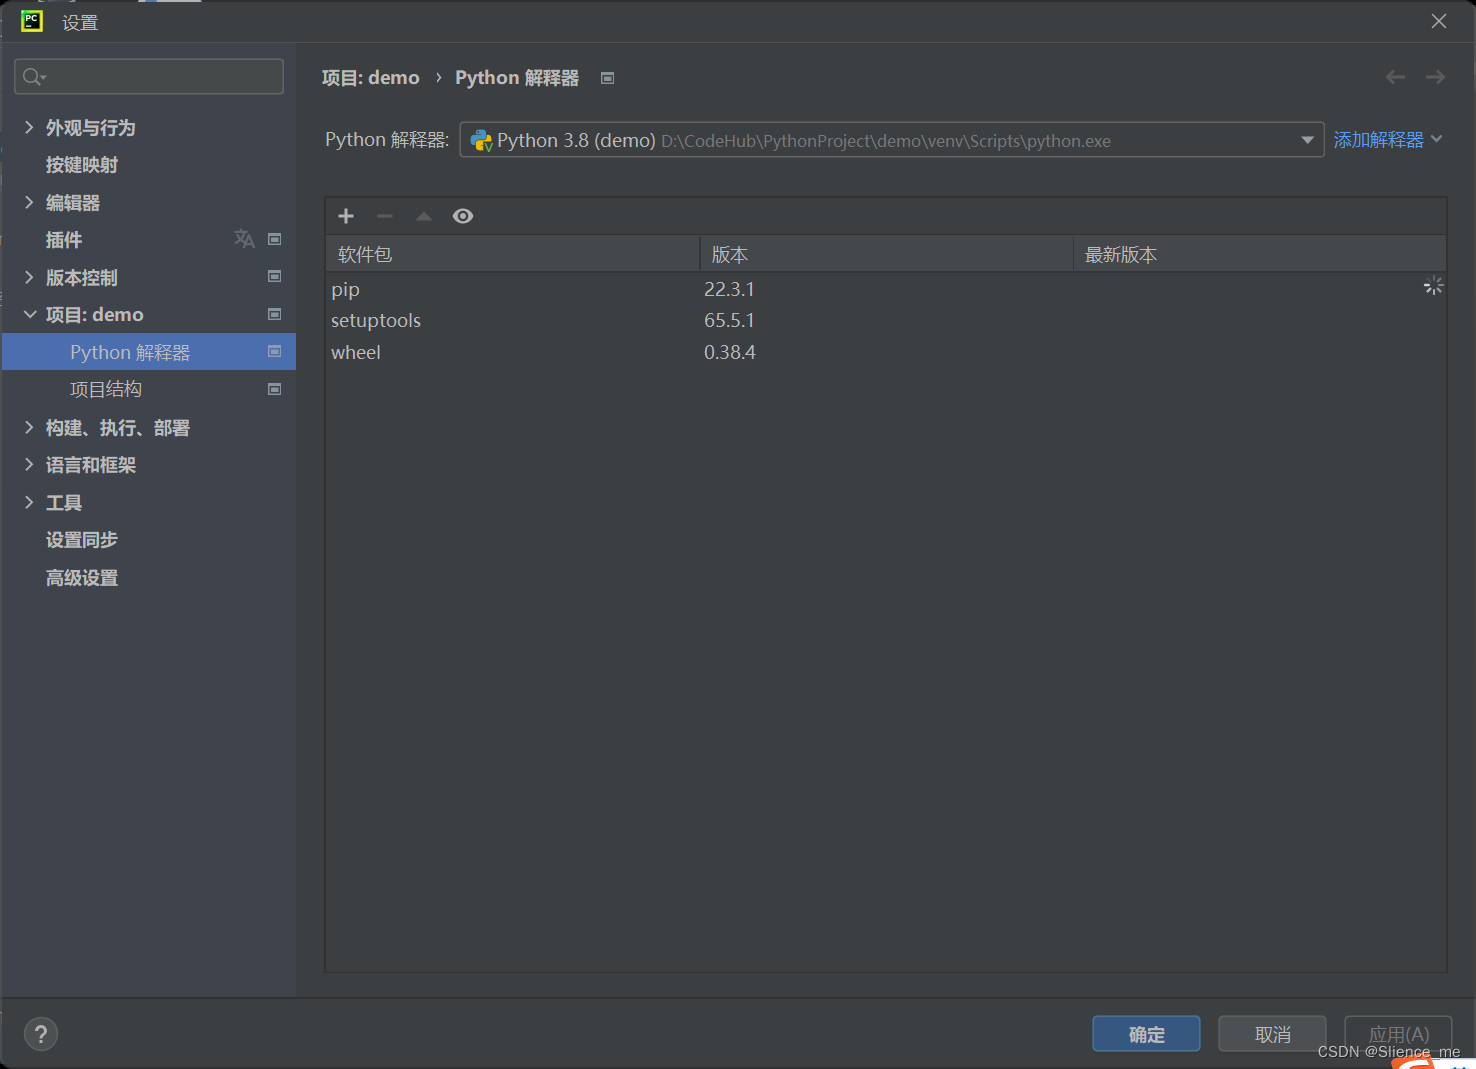 PC
设置
项目: demo › Python 解释器
Python 解释器: Python 3.8 (demo) D:\CodeHub\PythonProject\demo\venv\Scripts\python.exe 添加解释器
外观与行为
按键映射
编辑器
插件
版本控制
项目: demo
Python 解释器
项目结构
构建、执行、部署
语言和框架
工具
设置同步
高级设置
软件包 版本 最新版本
pip 22.3.1
setuptools 65.5.1
wheel 0.38.4
?
确定 取消 应用(A)
CSDN @Slience_me